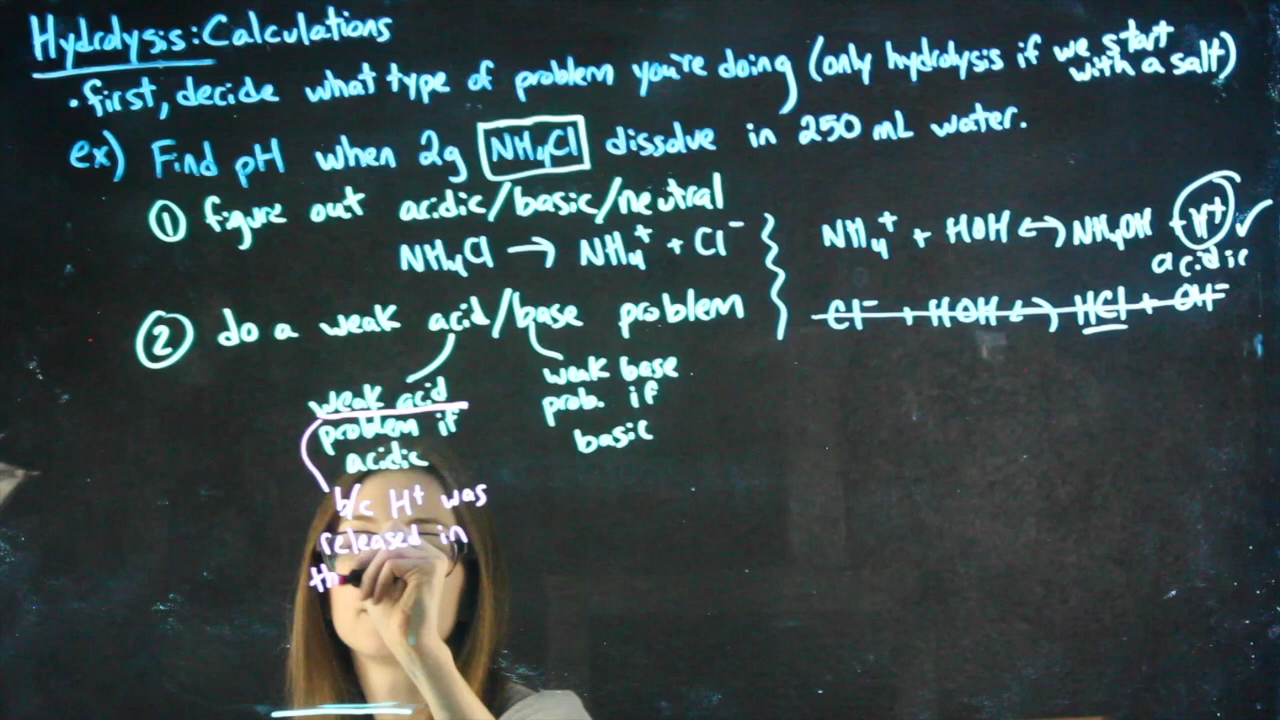 Hydrolysis: Calculations
• first, decide what type of problem you're doing (only hydrolysis if we start with a salt)
ex) Find pH when 2g NH₄Cl dissolve in 250 mL water.
① figure out acidic/basic/neutral
NH₄Cl → NH₄⁺ + Cl⁻
NH₄⁺ + HOH ↔ NH₄OH + H⁺ ✓
acidic
Cl⁻ + HOH ↔ HCl + OH⁻
② do a weak acid/base problem
weak acid
problem if
acidic
weak base
prob. if
basic
b/c H⁺ was
released in
th